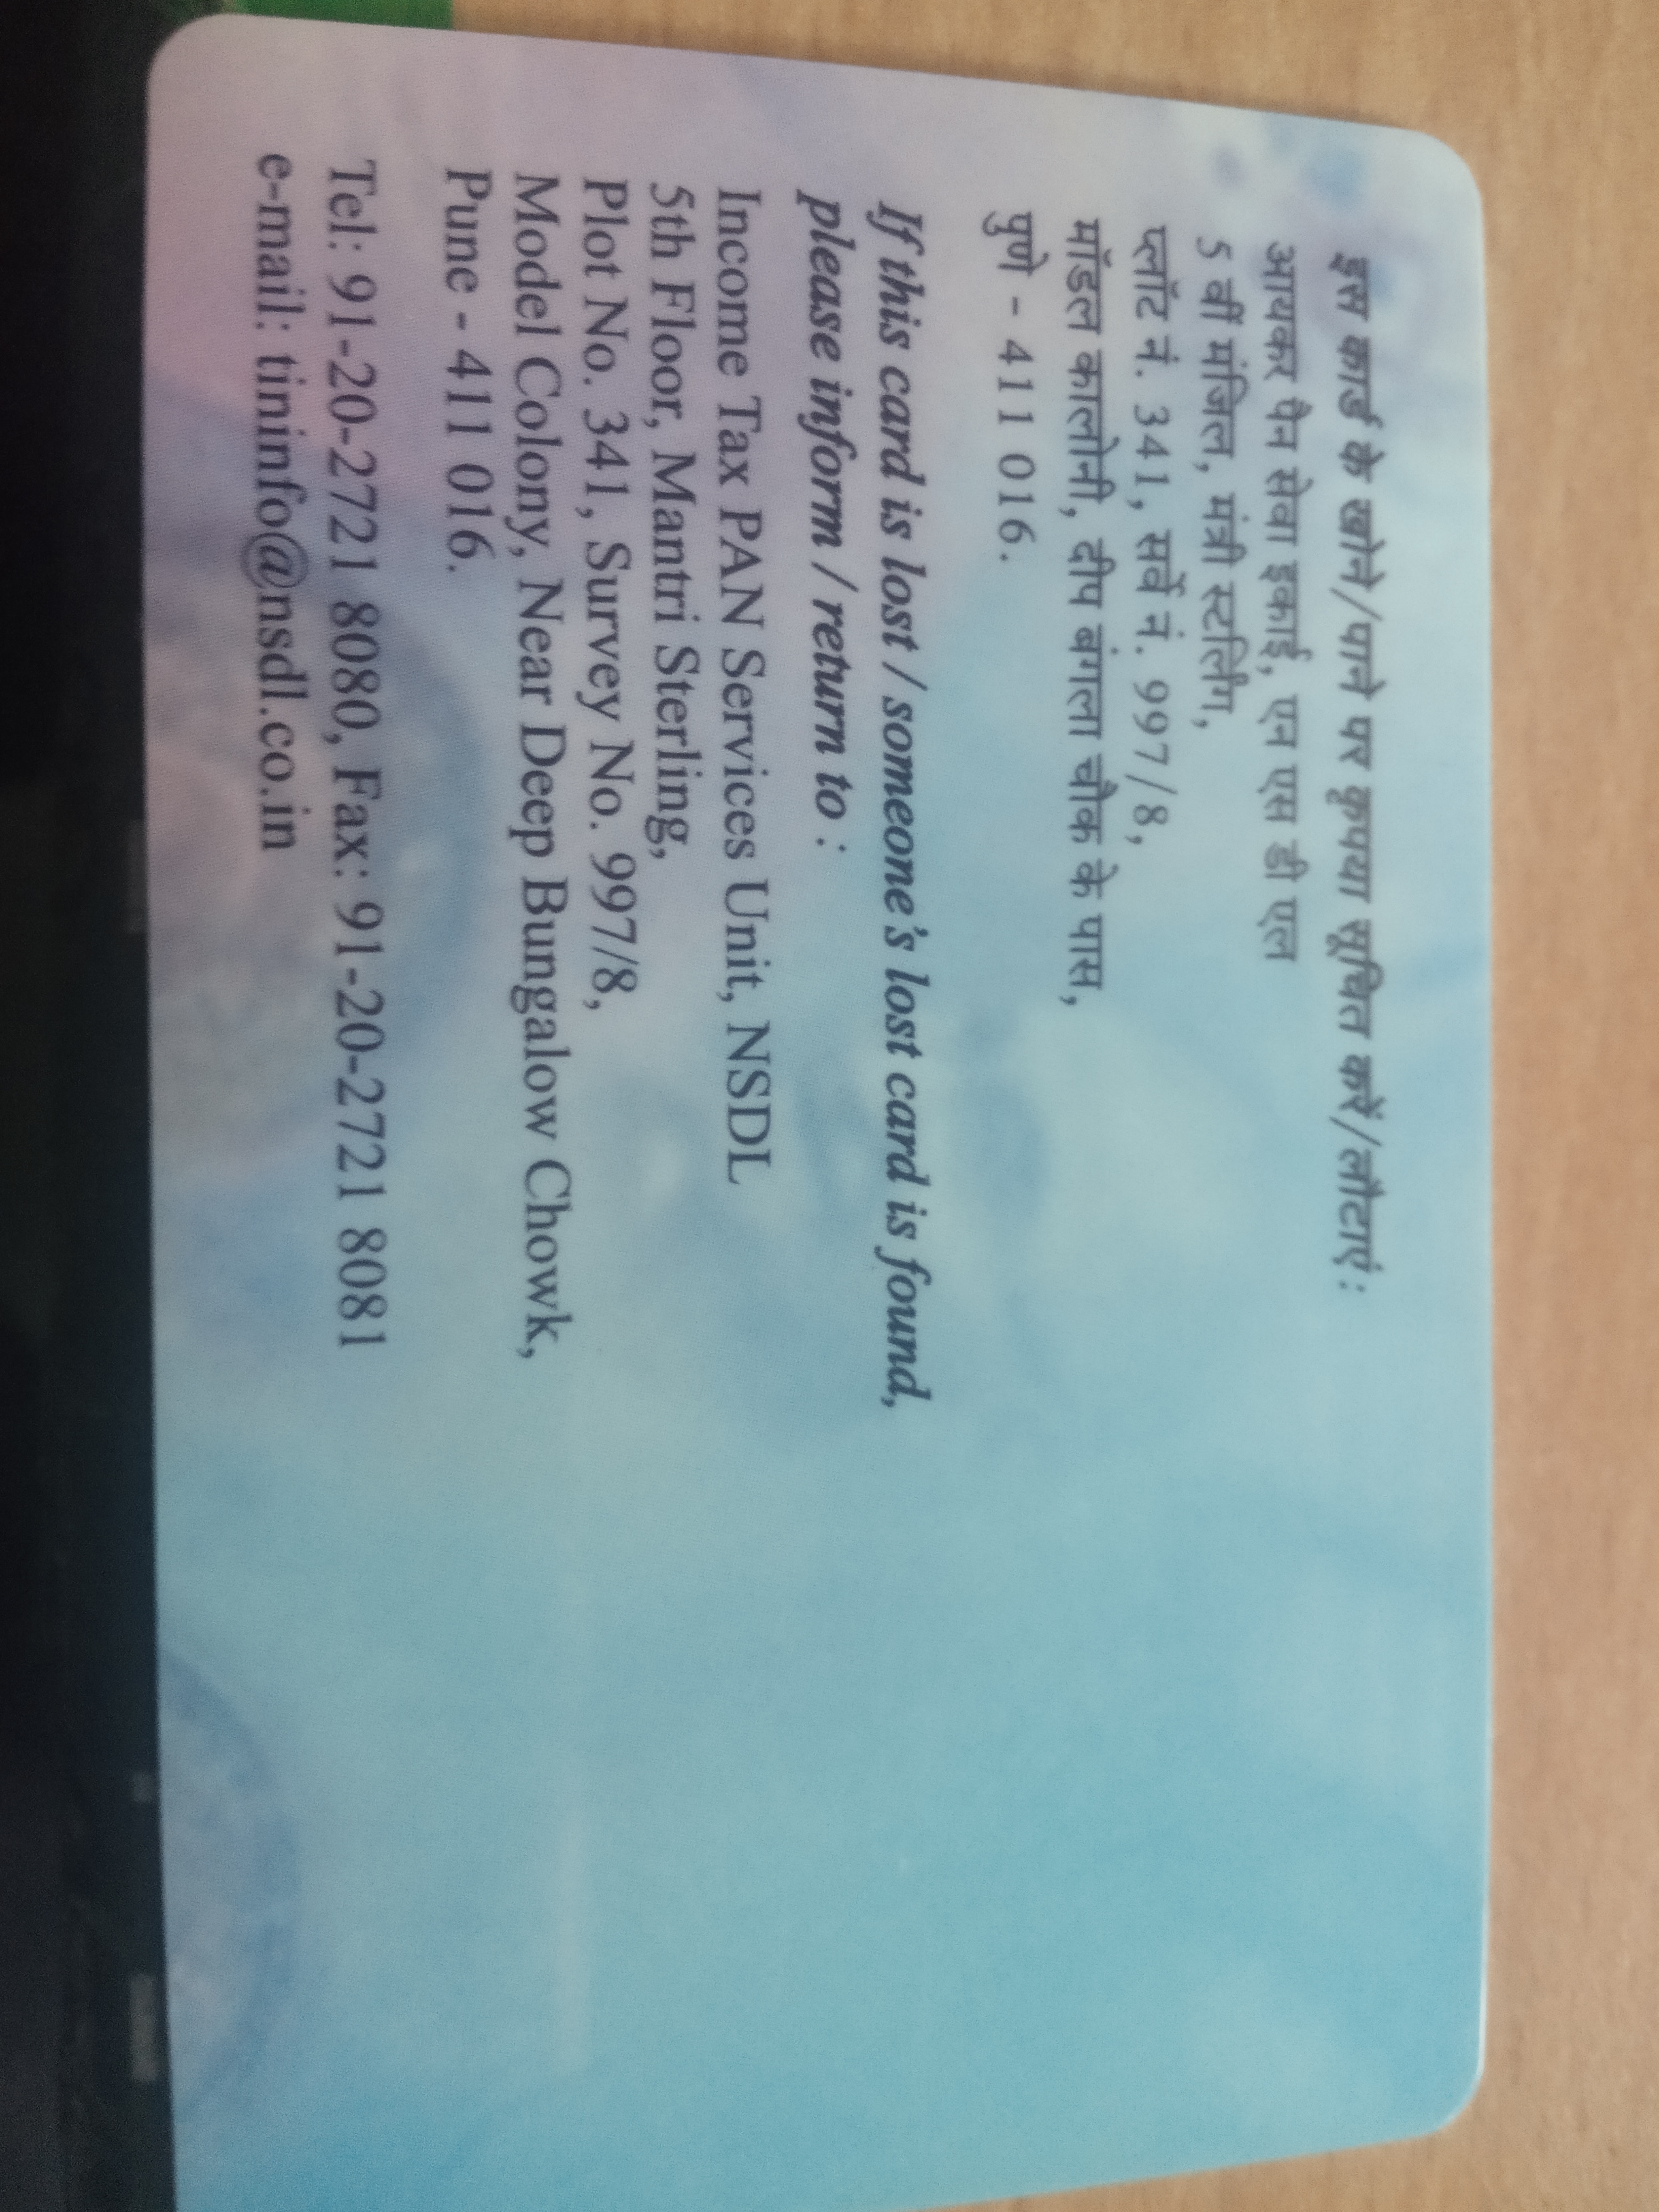 इस कार्ड के खोने/पाने पर कृपया सूचित करें/लौटाएं :
आयकर पैन सेवा इकाई, एन एस डी एल
5 वीं मंजिल, मंत्री स्टर्लिंग,
प्लॉट नं. 341, सर्वे नं. 997/8,
मॉडल कालोनी, दीप बंगला चौक के पास,
पुणे - 411 016.
If this card is lost / someone's lost card is found,
please inform / return to :
Income Tax PAN Services Unit, NSDL
5th Floor, Mantri Sterling,
Plot No. 341, Survey No. 997/8,
Model Colony, Near Deep Bungalow Chowk,
Pune - 411 016.
Tel: 91-20-2721 8080, Fax: 91-20-2721 8081
e-mail: tininfo@nsdl.co.in